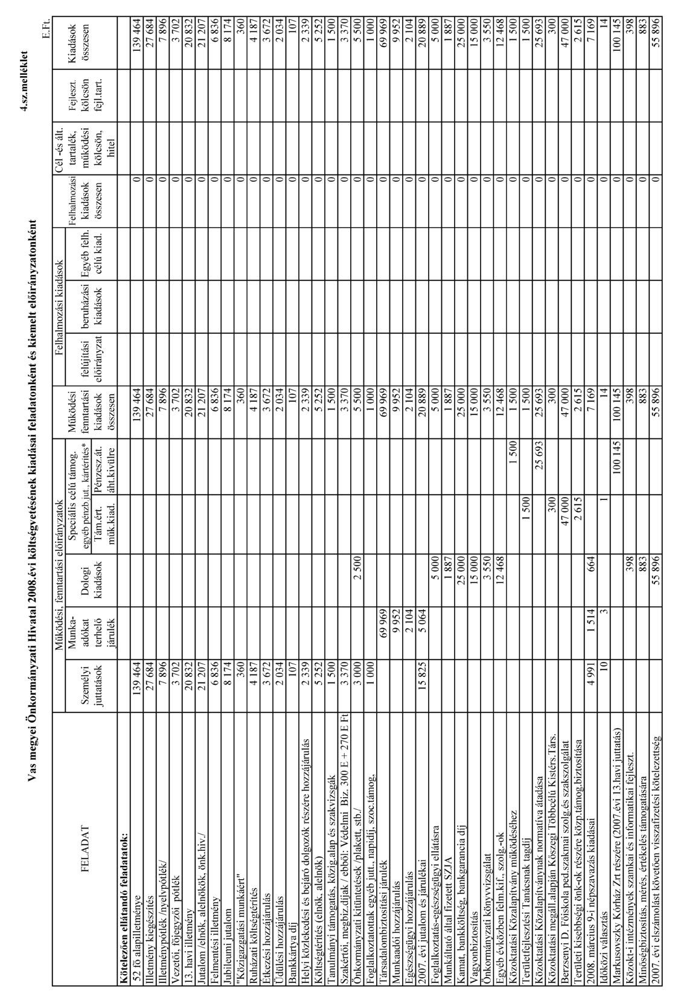 4.sz.melléklet
Vas megyei Önkormányzati Hivatal 2008.évi költségvetésének kiadásai feladatonként és kiemelt előirányzatonként
E.Ft.
FELADAT
Működési, fenntartási előirányzatok
Személyi juttatások
Munka-adókat terhelő járulék
Dologi kiadások
Speciális célú támog.
egyéb pénzb.jut., kártérítés*
Tám.ért. műk.kiad.
Pénzesz.át. áht.kívülre
Működési fenntartási kiadások összesen
Felhalmozási kiadások
felújítási előirányzat
beruházási kiadások
Egyéb felh. célú kiad.
Felhalmozási kiadások összesen
Cél -és ált. tartalék, működési kölcsön, hitel
Fejleszt. kölcsön fejl.tart.
Kiadások összesen
Kötelezően ellátandó feladatatok:
52 fő alapilletménye 139 464 139 464 0 139 464
Illetmény kiegészítés 27 684 27 684 0 27 684
Illetménypótlék /nyelvpótlék/ 7 896 7 896 0 7 896
Vezetői, főjegyzői pótlék 3 702 3 702 0 3 702
13. havi illetmény 20 832 20 832 0 20 832
Jutalom /elnök, alelnökök, önk.hiv./ 21 207 21 207 0 21 207
Felmentési illetmény 6 836 6 836 0 6 836
Jubileumi jutalom 8 174 8 174 0 8 174
"Közigazgatási munkáért" 360 360 0 360
Ruházati költségtérítés 4 187 4 187 0 4 187
Étkezési hozzájárulás 3 672 3 672 0 3 672
Üdülési hozzájárulás 2 034 2 034 0 2 034
Bankkártya díj 107 107 0 107
Helyi közlekedési és bejáró dolgozók részére hozzájárulás 2 339 2 339 0 2 339
Költségtérítés (elnök, alelnök) 5 252 5 252 0 5 252
Tanulmányi támogatás, közig.alap és szakvizsgák 1 500 1 500 0 1 500
Szakértői, megbiz.díjak / ebből: Védelmi Biz. 300 E + 270 E Ft 3 370 3 370 0 3 370
Önkormányzati kitüntetések /plakett, stb./ 3 000 2 500 5 500 0 5 500
Foglalkoztatottak egyéb jutt., napidíj, szoc.támog, 1 000 1 000 0 1 000
Társadalombiztosítási járulék 69 969 69 969 0 69 969
Munkaadói hozzájárulás 9 952 9 952 0 9 952
Egészségügyi hozzájárulás 2 104 2 104 0 2 104
2007. évi jutalom és járulékai 15 825 5 064 20 889 0 20 889
Foglalkoztatás-egészségügyi ellátásra 5 000 5 000 0 5 000
Munkáltató által fizetett SZJA 1 887 1 887 0 1 887
Kamat, bankköltség, bankgarancia díj 25 000 25 000 0 25 000
Vagyonbiztosítás 15 000 15 000 0 15 000
Önkormányzati könyvvizsgálat 3 550 3 550 0 3 550
Egyéb évközben felm.kif., szolg.-ok 12 468 12 468 0 12 468
Közoktatási Közalapítvány működéséhez 1 500 1 500 0 1 500
Területfejlesztési Tanácsnak tagdíj 1 500 1 500 0 1 500
Közoktatási Közalapítványnak normatíva átadása 25 693 25 693 0 25 693
Közoktatási megáll.alapján Kőszegi Többcélú Kistérs.Társ. 300 300 0 300
Berzsenyi D. Főiskola ped.szakmai szolg.és szakszolgálat 47 000 47 000 0 47 000
Területi kisebbségi önk-ok részére közp.támog.biztosítása 2 615 2 615 0 2 615
2008. március 9-i népszavazás kiadásai 4 991 1 514 664 7 169 0 7 169
Időközi választás 10 3 1 14 0 14
Markusovszky Kórház Zrt részére (2007.évi 13.havi juttatás) 100 145 100 145 0 100 145
Közokt-i intézmények szamkai és informatikai fejleszt. 398 398 0 398
Minőségbiztosítás, mérés, értékelés támogatására 883 883 0 883
2007. évi elszámolást követően visszafizetési kötelezettség 55 896 55 896 0 55 896